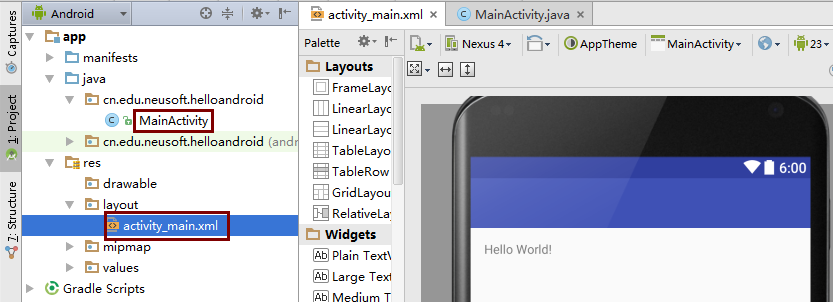 Captures
1: Project
7: Structure
Android
app
manifests
java
cn.edu.neusoft.helloandroid
MainActivity
cn.edu.neusoft.helloandroid (andr
res
drawable
layout
activity_main.xml
mipmap
values
Gradle Scripts
activity_main.xml
MainActivity.java
Palette
Layouts
FrameLayo
LinearLayo
LinearLayo
TableLayo
TableRow
GridLayou
RelativeLa
Widgets
Plain TextV
Large Text
Medium T
Nexus 4
AppTheme
MainActivity
23
6:00
Hello World!